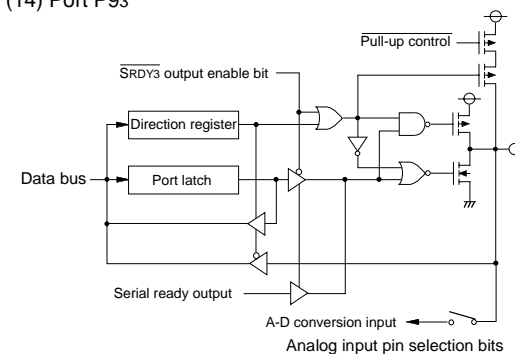 (14) Port P93
Pull-up control
SRDY3 output enable bit
Direction register
Data bus
Port latch
Serial ready output
A-D conversion input
Analog input pin selection bits